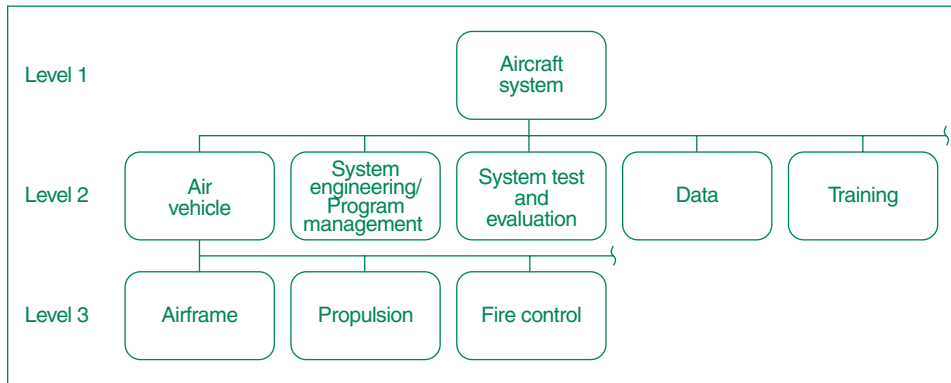 Level 1
Aircraft
system
Level 2
Air
vehicle
System
engineering/
Program
management
System test
and
evaluation
Data
Training
Level 3
Airframe
Propulsion
Fire control